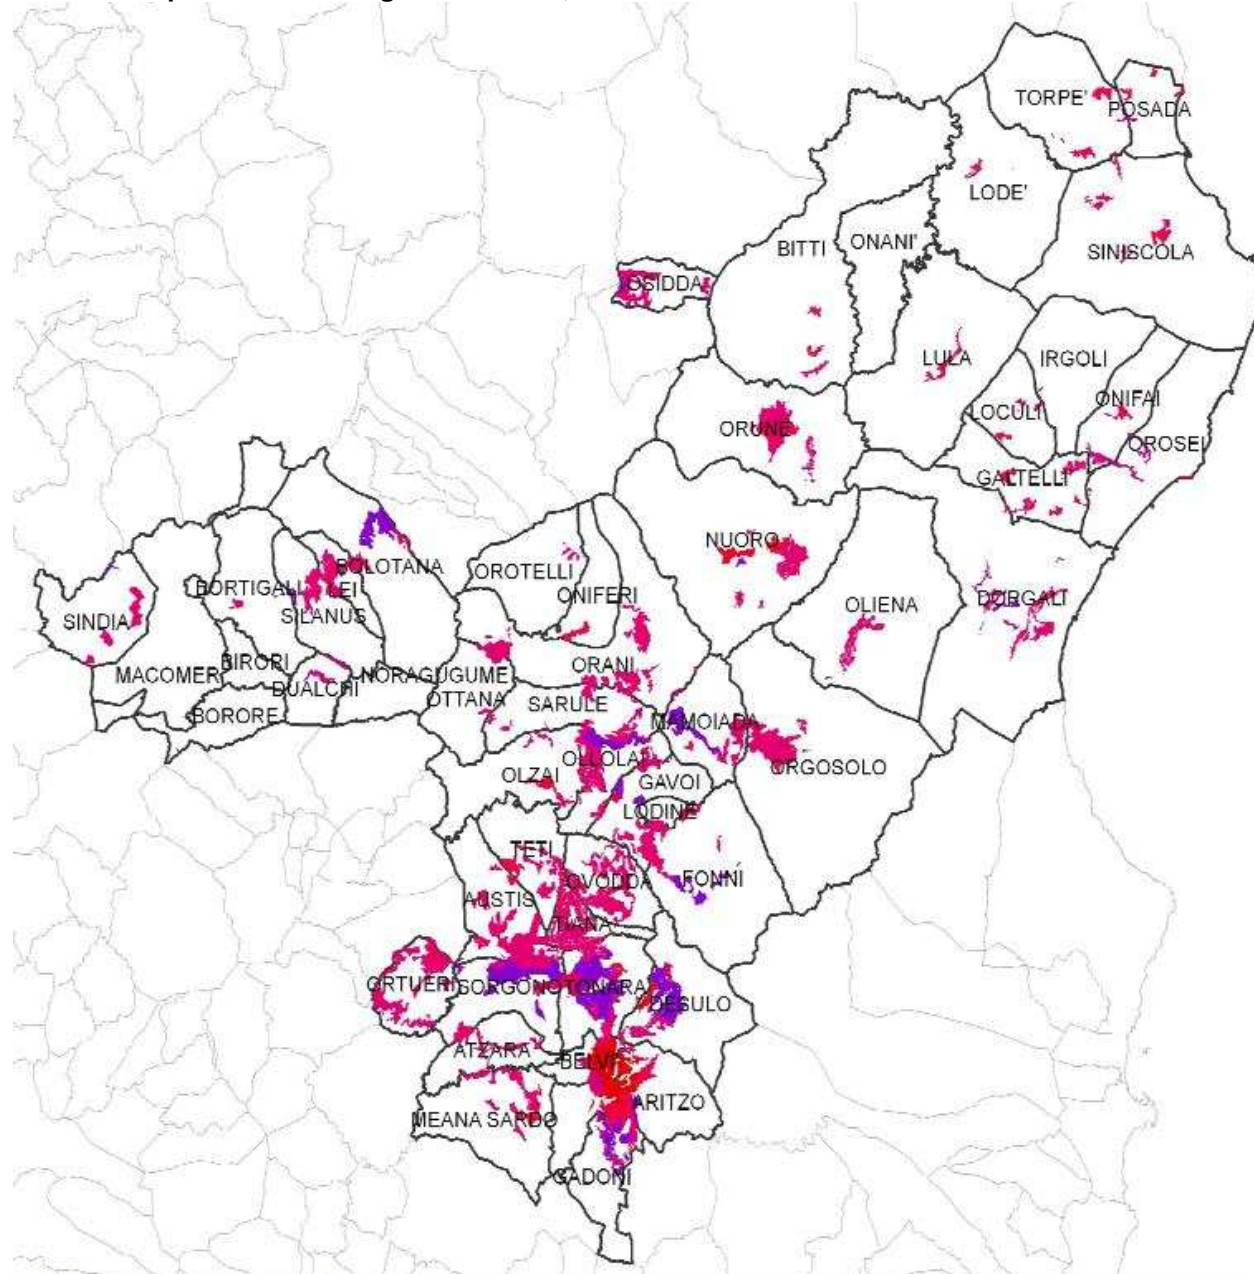 TORPE'
POSADA
LODE'
BITTI
ONANI'
SINISCOLA
OSIDDA
LULA
IRGOLI
ONIFAI
LOCULI
ORUNE
OROSEI
GALTELLI
NUORO
BOLOTANA
OROTELLI
BORTIGALI
LEI
ONIFERI
DORGALI
OLIENA
SILANUS
SINDIA
BIRORI
ORANI
MACOMER
NORAGUGUME
DUALCHI
OTTANA
SARULE
BORORE
MAMOIADA
OLLOLAI
ORGOSOLO
OLZAI
GAVOI
LODINE
TETI
OVODDA
FONNI
AUSTIS
TIANA
ORTUERI
SORGONO
TONARA
DESULO
ATZARA
BELVI'
ARITZO
MEANA SARDO
GADONI